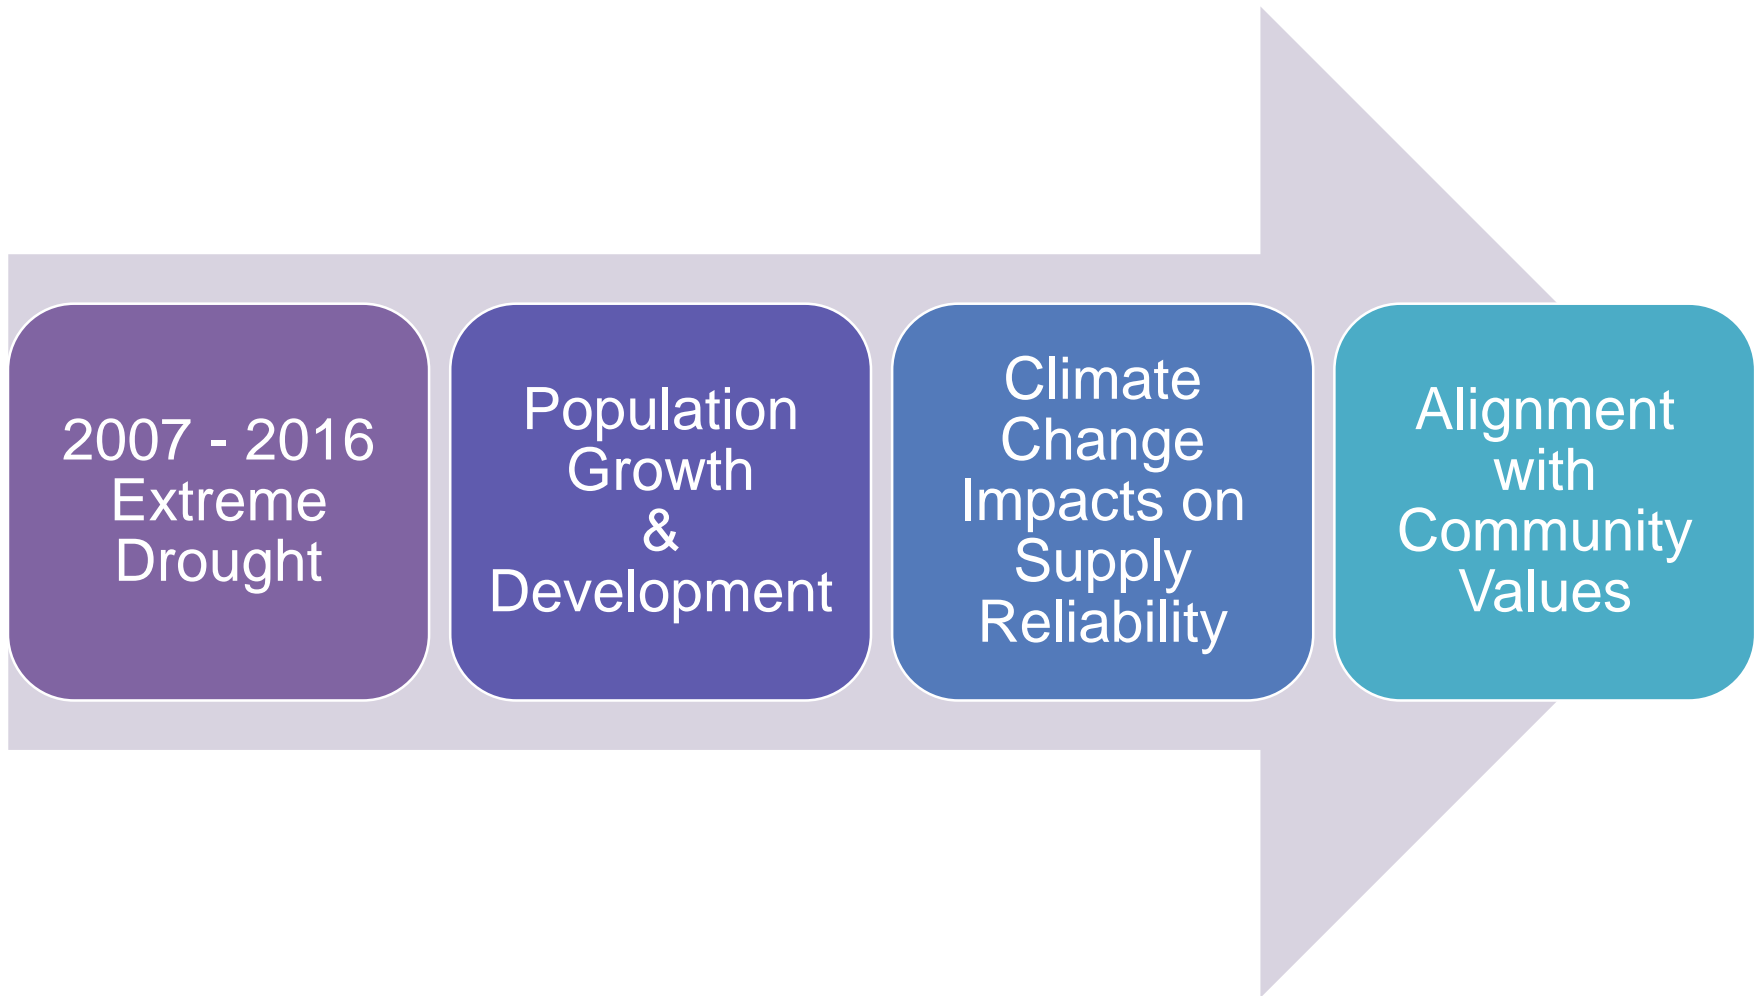 2007 - 2016
Extreme
Drought
Population
Growth
&
Development
Climate
Change
Impacts on
Supply
Reliability
Alignment
with
Community
Values